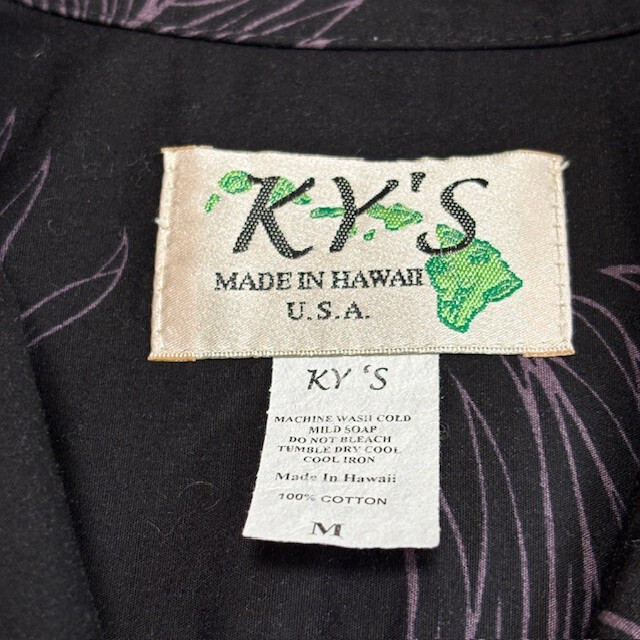 KY'S
MADE IN HAWAII
U.S.A.
KY 'S
MACHINE WASH COLD
MILD SOAP
DO NOT BLEACH
TUMBLE DRY COOL
COOL IRON
Made In Hawaii
100% COTTON
M